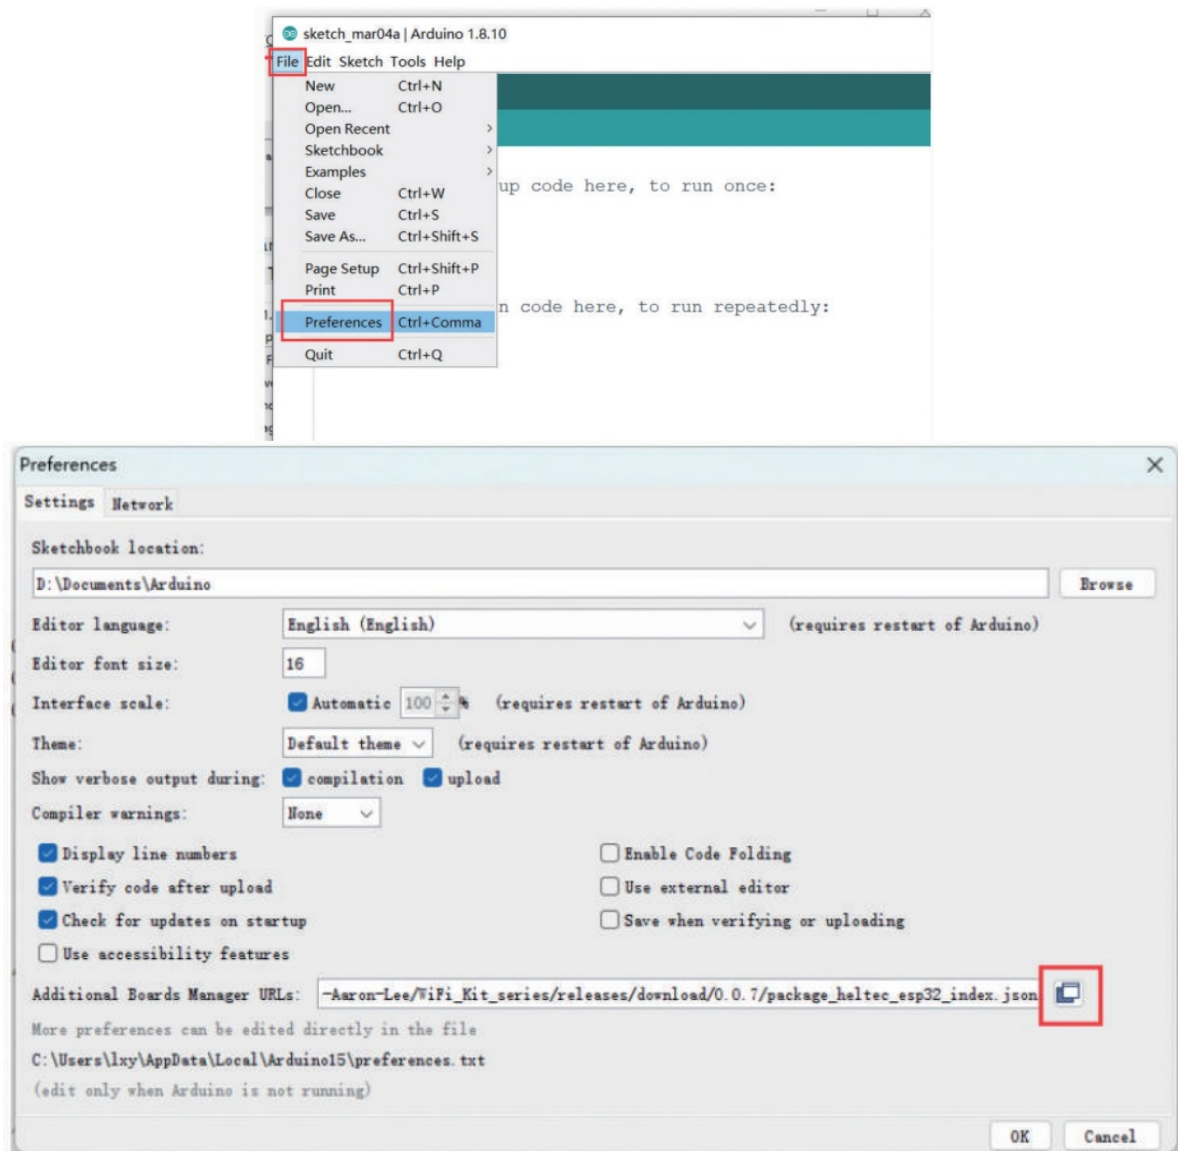 sketch_mar04a | Arduino 1.8.10
File Edit Sketch Tools Help
New Ctrl+N
Open... Ctrl+O
Open Recent >
Sketchbook >
Examples >
Close Ctrl+W
Save Ctrl+S
Save As... Ctrl+Shift+S
Page Setup Ctrl+Shift+P
Print Ctrl+P
Preferences Ctrl+Comma
Quit Ctrl+Q
up code here, to run once:
n code here, to run repeatedly:
Preferences
Settings Network
Sketchbook location:
D:\Documents\Arduino Browse
Editor language: English (English) (requires restart of Arduino)
Editor font size: 16
Interface scale: Automatic 100 % (requires restart of Arduino)
Theme: Default theme (requires restart of Arduino)
Show verbose output during: compilation upload
Compiler warnings: None
Display line numbers Enable Code Folding
Verify code after upload Use external editor
Check for updates on startup Save when verifying or uploading
Use accessibility features
Additional Boards Manager URLs: -Aaron-Lee/WiFi_Kit_series/releases/download/0.0.7/package_heltec_esp32_index.json
More preferences can be edited directly in the file
C:\Users\lxy\AppData\Local\Arduino15\preferences.txt
(edit only when Arduino is not running)
OK Cancel